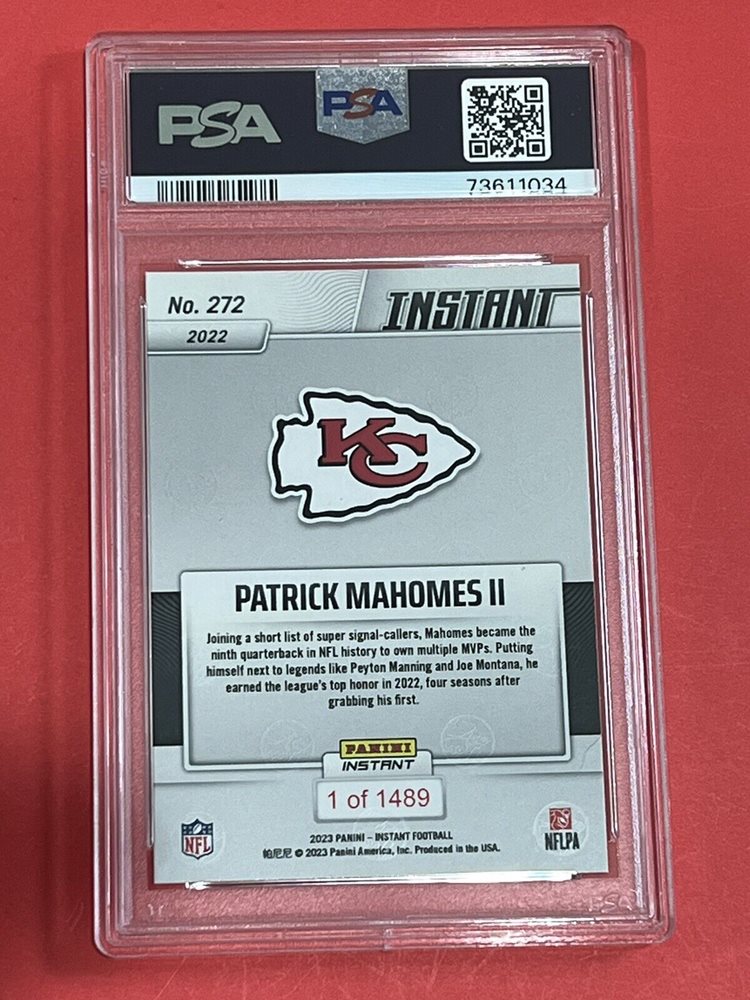 PSA
PSA
73611034
No. 272
INSTANT
2022
KC
PATRICK MAHOMES II
Joining a short list of super signal-callers, Mahomes became the
ninth quarterback in NFL history to own multiple MVPs. Putting
himself next to legends like Peyton Manning and Joe Montana, he
earned the league's top honor in 2022, four seasons after
grabbing his first.
PANINI
INSTANT
1 of 1489
NFL
NFLPA
2023 PANINI – INSTANT FOOTBALL
帕尼尼 © 2023 Panini America, Inc. Produced in the USA.